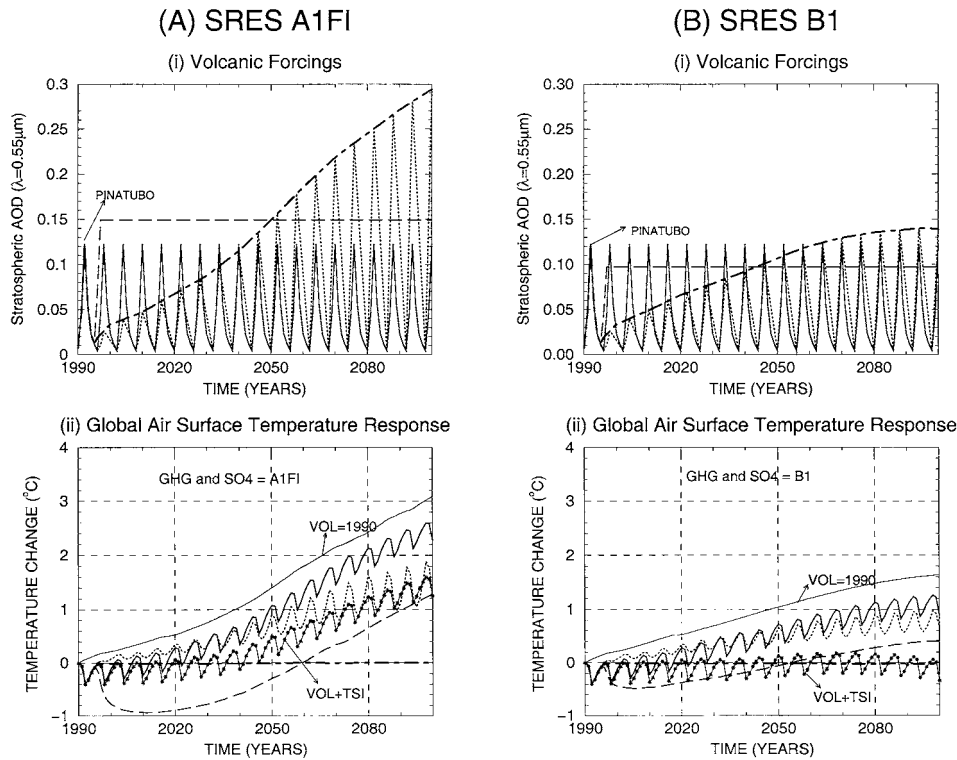 (A) SRES A1FI
(i) Volcanic Forcings
Stratospheric AOD (λ=0.55μm)
0.3
0.25
0.20
0.15
0.10
0.05
0
PINATUBO
1990 2020 2050 2080
TIME (YEARS)
(ii) Global Air Surface Temperature Response
TEMPERATURE CHANGE (°C)
4
3
2
1
0
−1
GHG and SO4 = A1FI
VOL=1990
VOL+TSI
1990 2020 2050 2080
TIME (YEARS)
(B) SRES B1
(i) Volcanic Forcings
Stratospheric AOD (λ=0.55μm)
0.30
0.25
0.20
0.15
0.10
0.05
0.00
PINATUBO
1990 2020 2050 2080
TIME (YEARS)
(ii) Global Air Surface Temperature Response
TEMPERATURE CHANGE (°C)
4
3
2
1
0
−1
GHG and SO4 = B1
VOL=1990
VOL+TSI
1990 2020 2050 2080
TIME (YEARS)